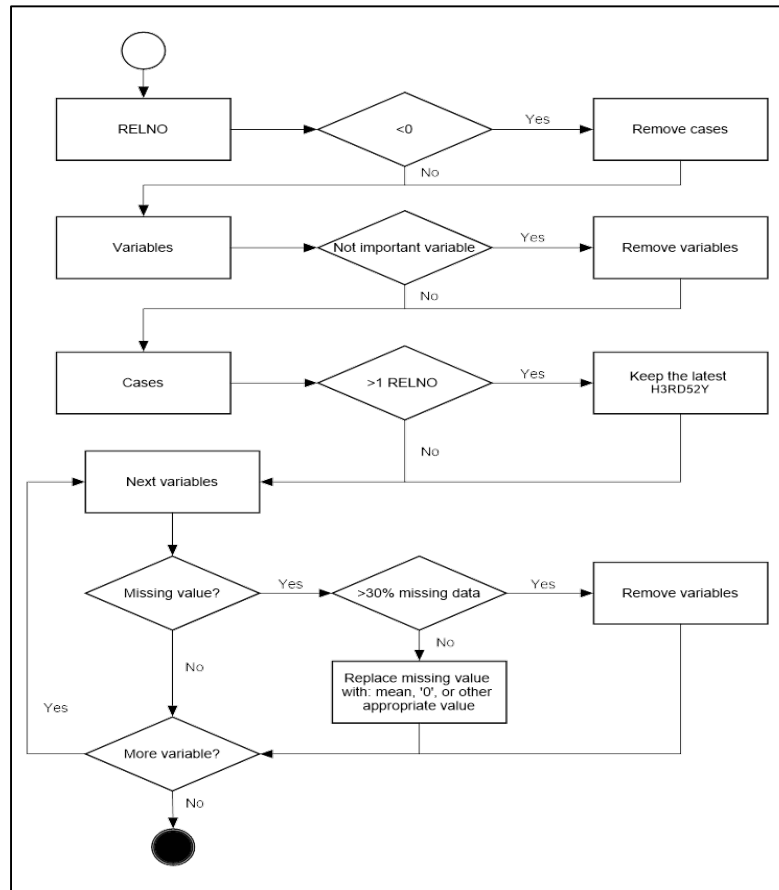 RELNO
<0
Yes
Remove cases
No
Variables
Not important variable
Yes
Remove variables
No
Cases
>1 RELNO
Yes
Keep the latest
H3RD52Y
No
Next variables
Missing value?
Yes
>30% missing data
Yes
Remove variables
No
No
Replace missing value
with: mean, '0', or other
appropriate value
Yes
More variable?
No